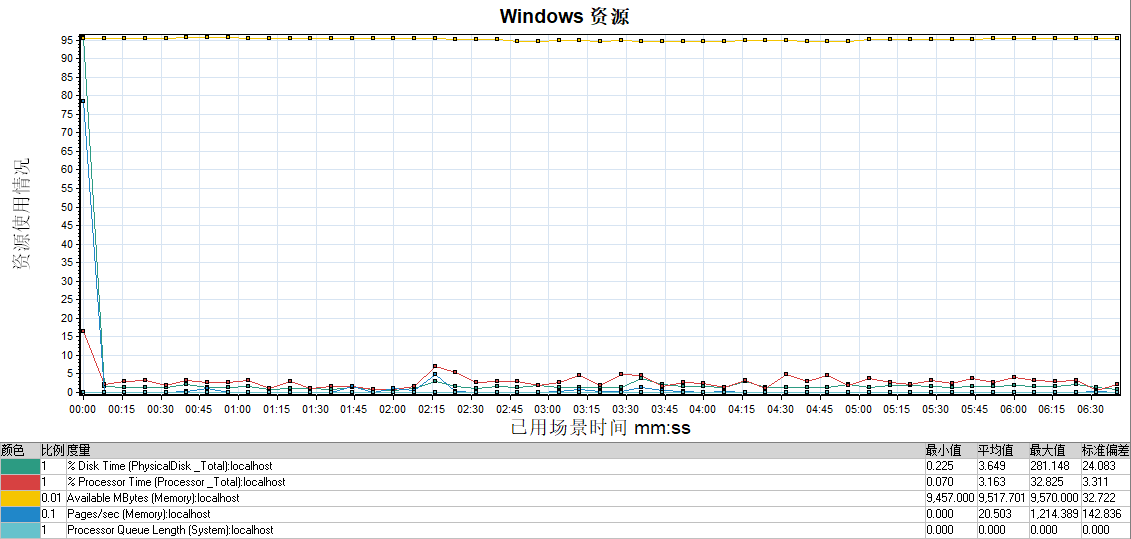 Windows 资源
95
90
85
80
75
70
65
60
55
50
45
40
35
30
25
20
15
10
5
0
资源使用情况
00:00 00:15 00:30 00:45 01:00 01:15 01:30 01:45 02:00 02:15 02:30 02:45 03:00 03:15 03:30 03:45 04:00 04:15 04:30 04:45 05:00 05:15 05:30 05:45 06:00 06:15 06:30
已用场景时间 mm:ss
颜色 比例 度量 最小值 平均值 最大值 标准偏差
1 % Disk Time (PhysicalDisk _Total):localhost 0.225 3.649 281.148 24.083
1 % Processor Time (Processor _Total):localhost 0.070 3.163 32.825 3.311
0.01 Available MBytes (Memory):localhost 9,457.000 9,517.701 9,570.000 32.722
0.1 Pages/sec (Memory):localhost 0.000 20.503 1,214.389 142.836
1 Processor Queue Length (System):localhost 0.000 0.000 0.000 0.000